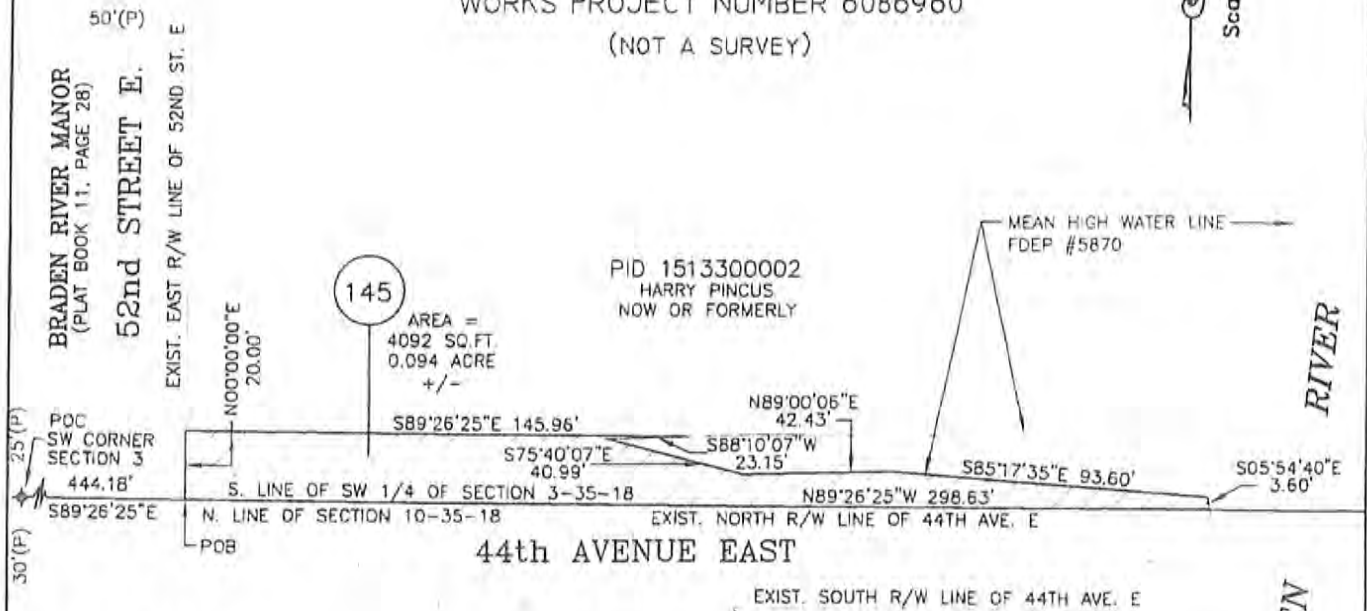 WORKS PROJECT NUMBER 6086960
(NOT A SURVEY)
50'(P)
BRADEN RIVER MANOR
(PLAT BOOK 11. PAGE 28)
52nd STREET E.
EXIST. EAST R/W LINE OF 52ND ST. E
N00°00'00"E
20.00'
145
AREA =
4092 SQ.FT.
0.094 ACRE
+/-
PID 1513300002
HARRY PINCUS
NOW OR FORMERLY
MEAN HIGH WATER LINE
FDEP #5870
RIVER
25'(P)
POC
SW CORNER
SECTION 3
444.18'
S89°26'25"E
30'(P)
S89°26'25"E 145.96'
S75°40'07"E
40.99'
S88°10'07"W
23.15'
N89°00'06"E
42.43'
S85°17'35"E 93.60'
S05°54'40"E
3.60'
S. LINE OF SW 1/4 OF SECTION 3-35-18
N89°26'25"W 298.63'
N. LINE OF SECTION 10-35-18
EXIST. NORTH R/W LINE OF 44TH AVE. E
POB
44th AVENUE EAST
EXIST. SOUTH R/W LINE OF 44TH AVE. E